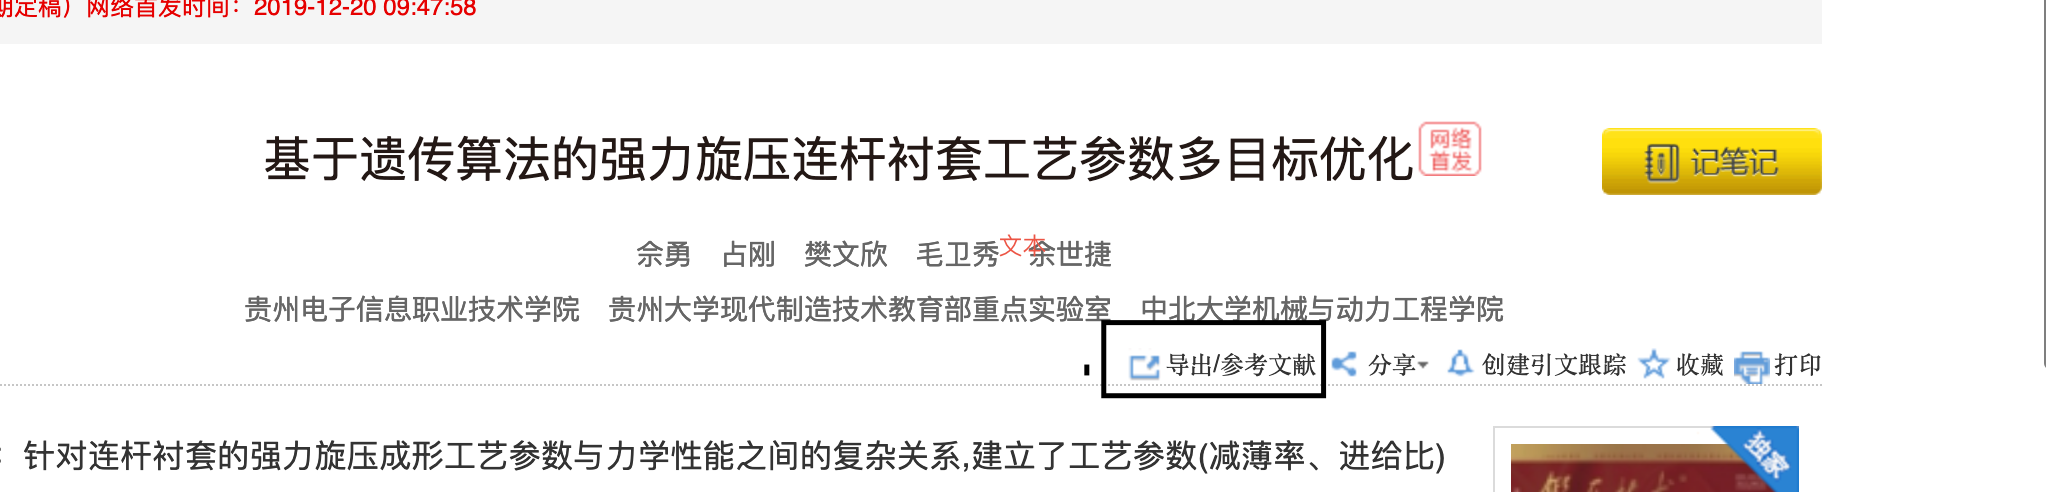 期定稿）网络首发时间：2019-12-20 09:47:58
基于遗传算法的强力旋压连杆衬套工艺参数多目标优化
网络
首发
记笔记
佘勇 占刚 樊文欣 毛卫秀 余世捷
文本
贵州电子信息职业技术学院 贵州大学现代制造技术教育部重点实验室 中北大学机械与动力工程学院
导出/参考文献 分享 创建引文跟踪 收藏 打印
：针对连杆衬套的强力旋压成形工艺参数与力学性能之间的复杂关系,建立了工艺参数(减薄率、进给比)
独家